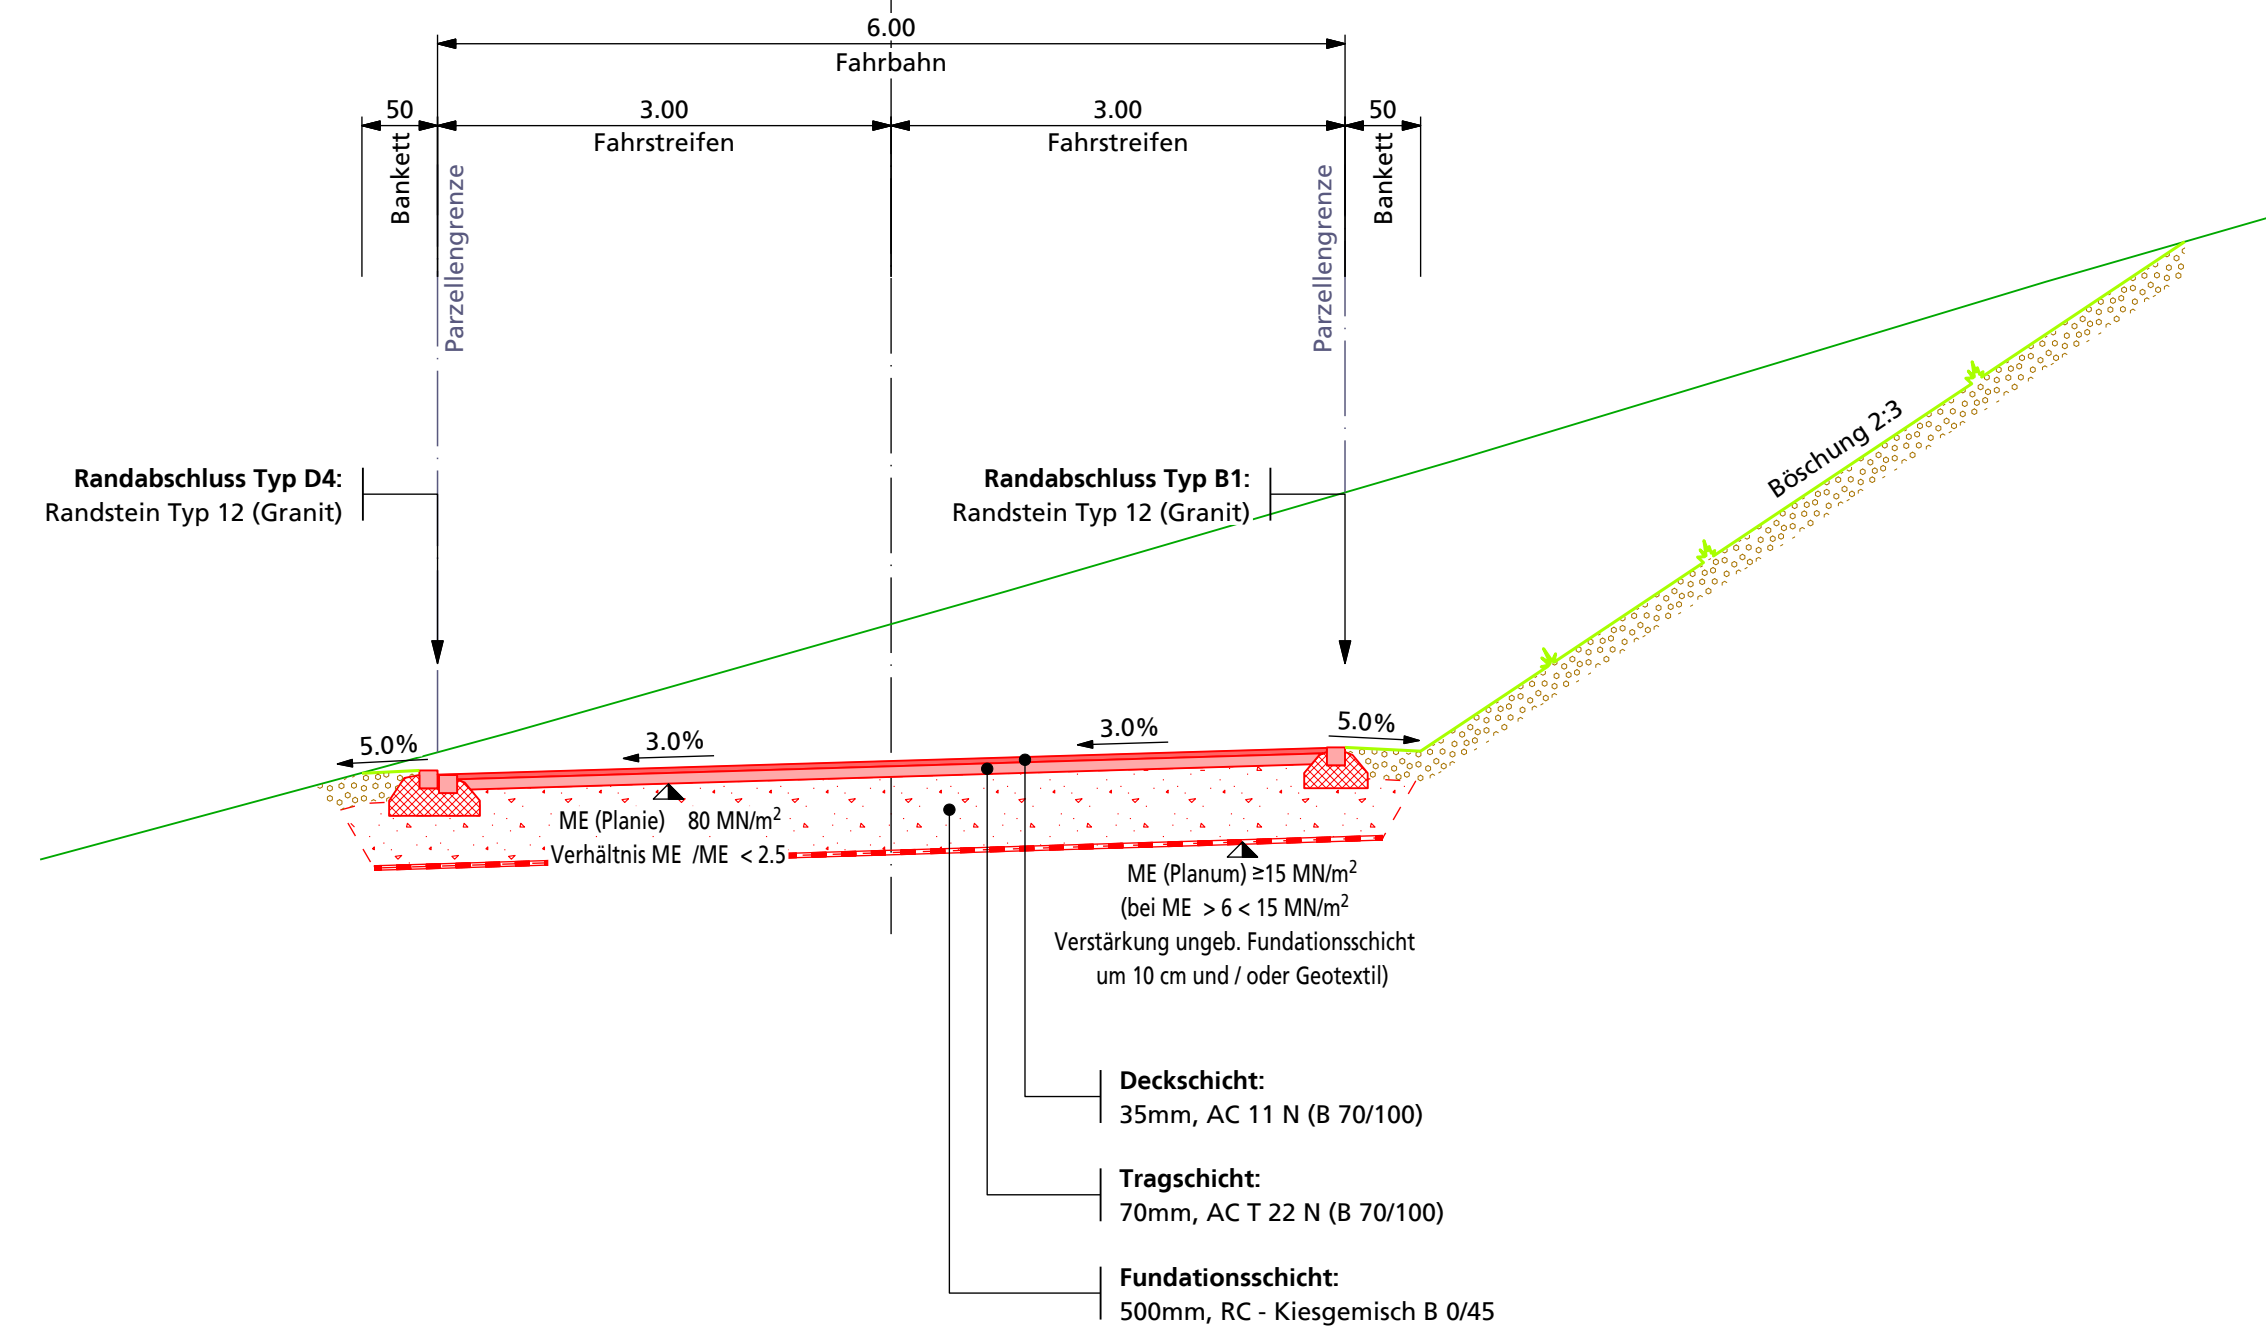 6.00
Fahrbahn
50
3.00
3.00
50
Bankett
Fahrstreifen
Fahrstreifen
Bankett
Parzellengrenze
Parzellengrenze
Böschung 2:3
Randabschluss Typ D4:
Randstein Typ 12 (Granit)
Randabschluss Typ B1:
Randstein Typ 12 (Granit)
5.0%
3.0%
3.0%
5.0%
ME (Planie) 80 MN/m²
Verhältnis ME /ME < 2.5
ME (Planum) ≥15 MN/m²
(bei ME > 6 < 15 MN/m²
Verstärkung ungeb. Fundationsschicht
um 10 cm und / oder Geotextil)
Deckschicht:
35mm, AC 11 N (B 70/100)
Tragschicht:
70mm, AC T 22 N (B 70/100)
Fundationsschicht:
500mm, RC - Kiesgemisch B 0/45